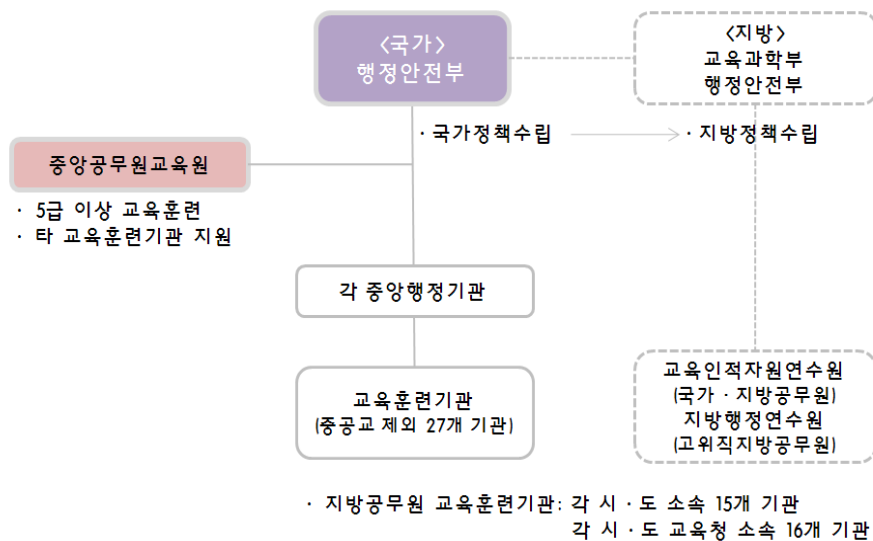 <국가>
행정안전부
<지방>
교육과학부
행정안전부
· 국가정책수립
· 지방정책수립
중앙공무원교육원
· 5급 이상 교육훈련
· 타 교육훈련기관 지원
각 중앙행정기관
교육훈련기관
(중공교 제외 27개 기관)
교육인적자원연수원
(국가 · 지방공무원)
지방행정연수원
(고위직지방공무원)
· 지방공무원 교육훈련기관: 각 시 · 도 소속 15개 기관
각 시 · 도 교육청 소속 16개 기관